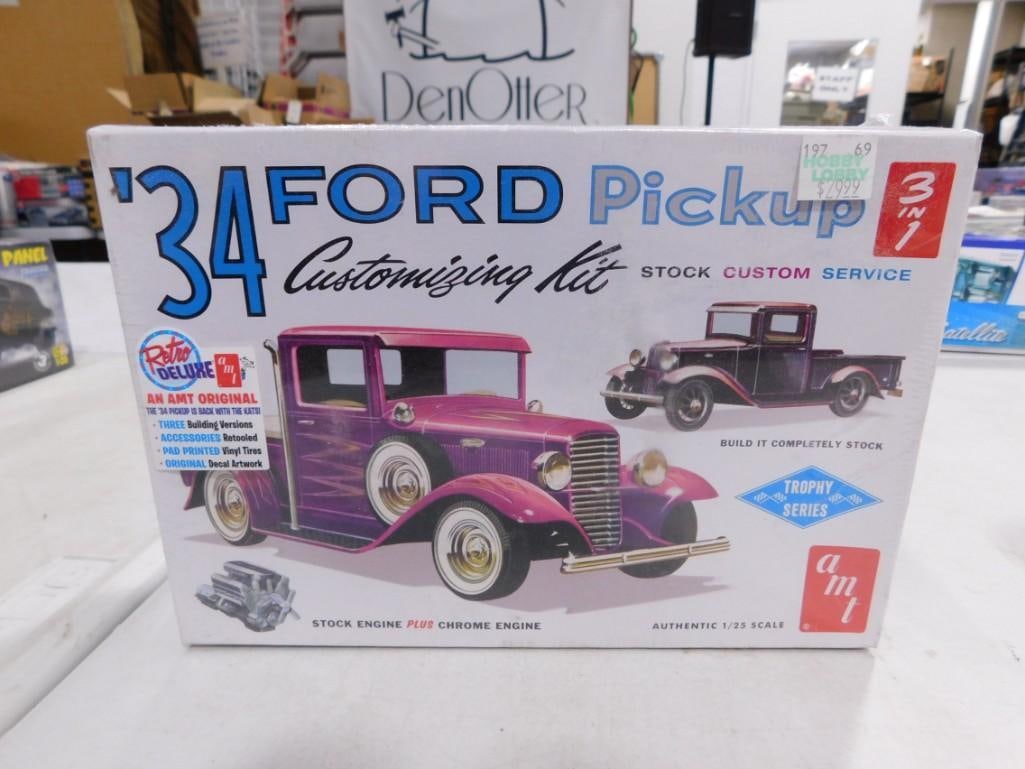 DENOTTER
STAFF
ONLY
PANEL
197 69
HOBBY
LOBBY
$2999
'34 FORD Pickup
3
IN
1
Customizing Kit
STOCK CUSTOM SERVICE
Retro
DELUXE
amt
AN AMT ORIGINAL
THE '34 PICKUP IS BACK WITH THE KATS!
• THREE Building Versions
• ACCESSORIES Retooled
• PAD PRINTED Vinyl Tires
• ORIGINAL Decal Artwork
BUILD IT COMPLETELY STOCK
TROPHY
SERIES
amt
®
STOCK ENGINE PLUS CHROME ENGINE
AUTHENTIC 1/25 SCALE